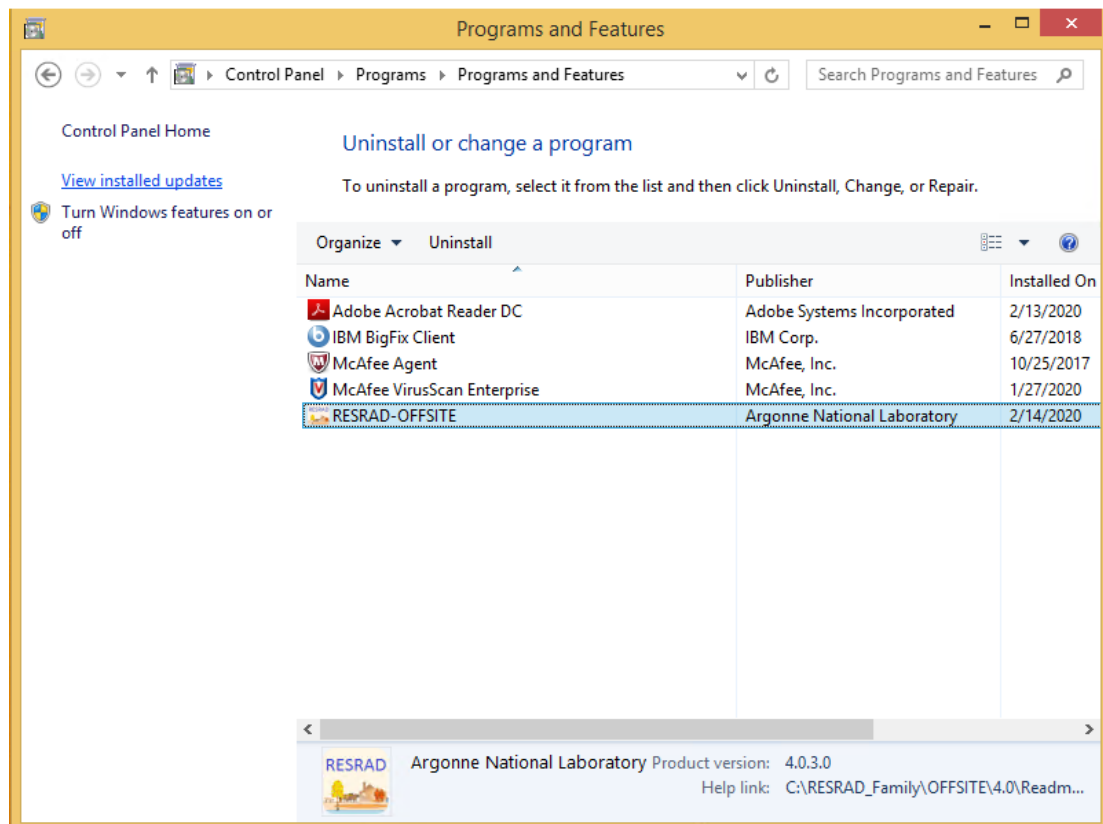 Programs and Features
Control Panel Programs Programs and Features
Search Programs and Features
Control Panel Home
View installed updates
Turn Windows features on or
off
Uninstall or change a program
To uninstall a program, select it from the list and then click Uninstall, Change, or Repair.
Organize Uninstall
Name Publisher Installed On
Adobe Acrobat Reader DC Adobe Systems Incorporated 2/13/2020
IBM BigFix Client IBM Corp. 6/27/2018
McAfee Agent McAfee, Inc. 10/25/2017
McAfee VirusScan Enterprise McAfee, Inc. 1/27/2020
RESRAD-OFFSITE Argonne National Laboratory 2/14/2020
RESRAD
Argonne National Laboratory Product version: 4.0.3.0
Help link: C:\RESRAD_Family\OFFSITE\4.0\Readm...